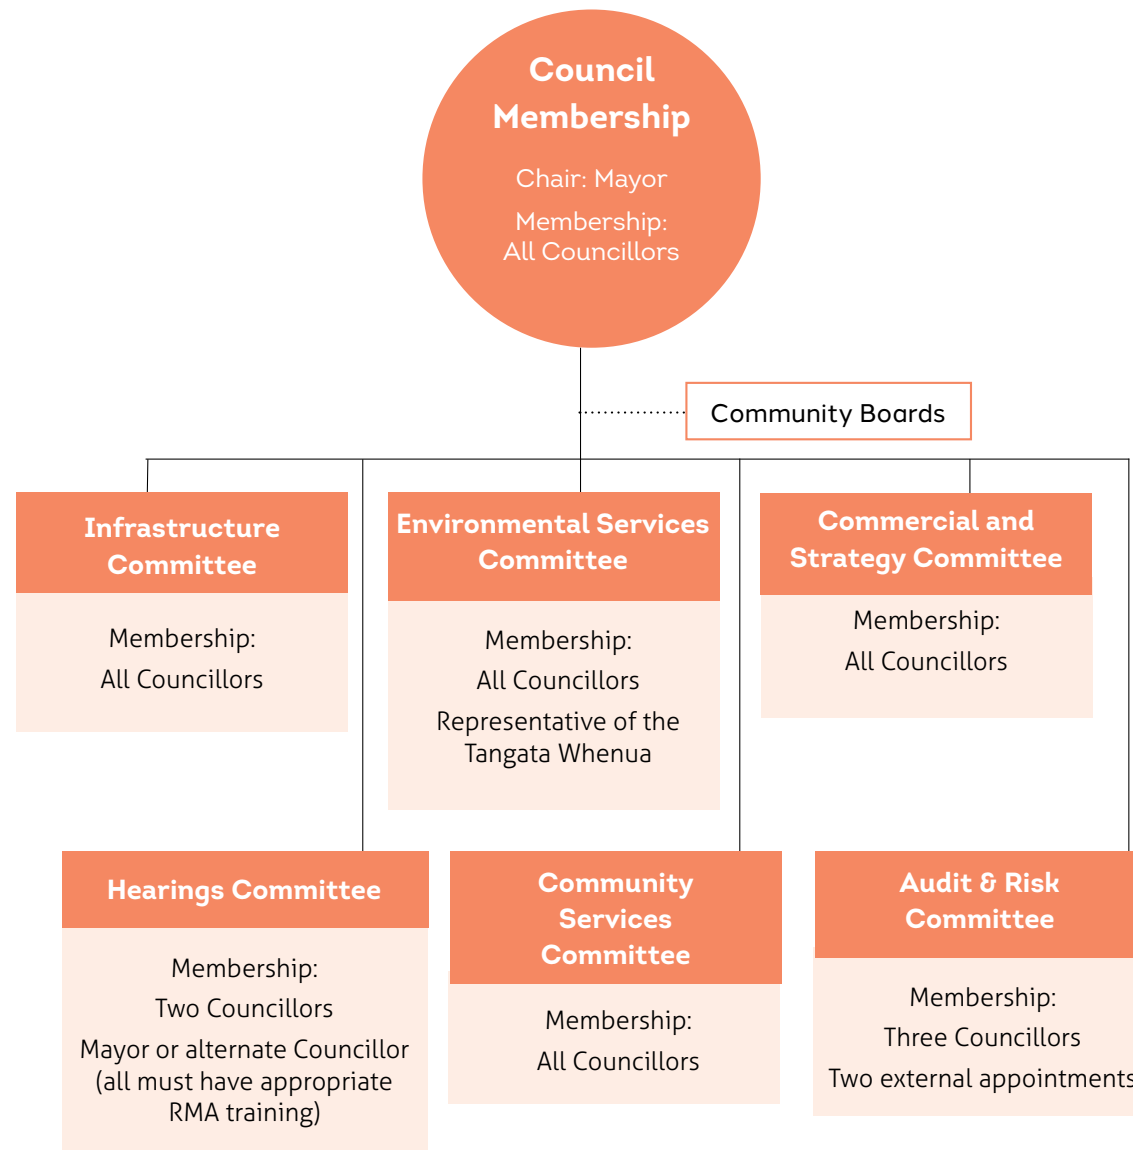 Council
Membership
Chair: Mayor
Membership:
All Councillors
Community Boards
Infrastructure
Committee
Membership:
All Councillors
Environmental Services
Committee
Membership:
All Councillors
Representative of the
Tangata Whenua
Commercial and
Strategy Committee
Membership:
All Councillors
Hearings Committee
Membership:
Two Councillors
Mayor or alternate Councillor
(all must have appropriate
RMA training)
Community
Services
Committee
Membership:
All Councillors
Audit & Risk
Committee
Membership:
Three Councillors
Two external appointments